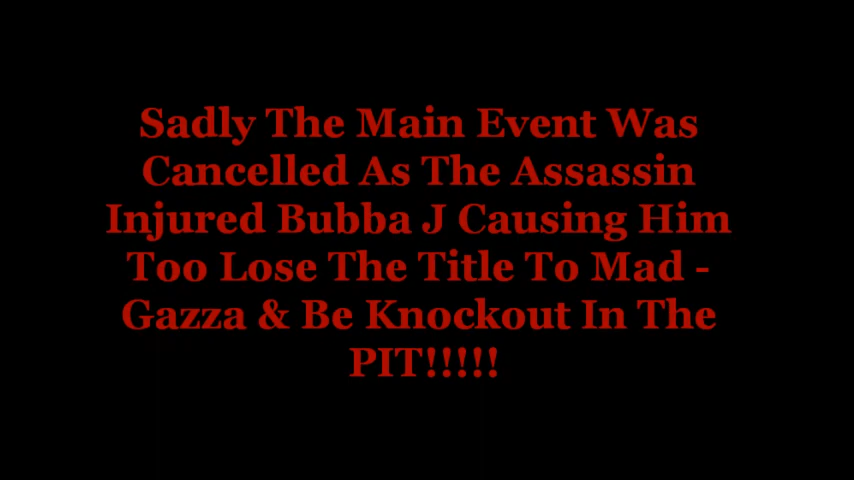 Sadly The Main Event Was
Cancelled As The Assassin
Injured Bubba J Causing Him
Too Lose The Title To Mad -
Gazza & Be Knockout In The
PIT!!!!!